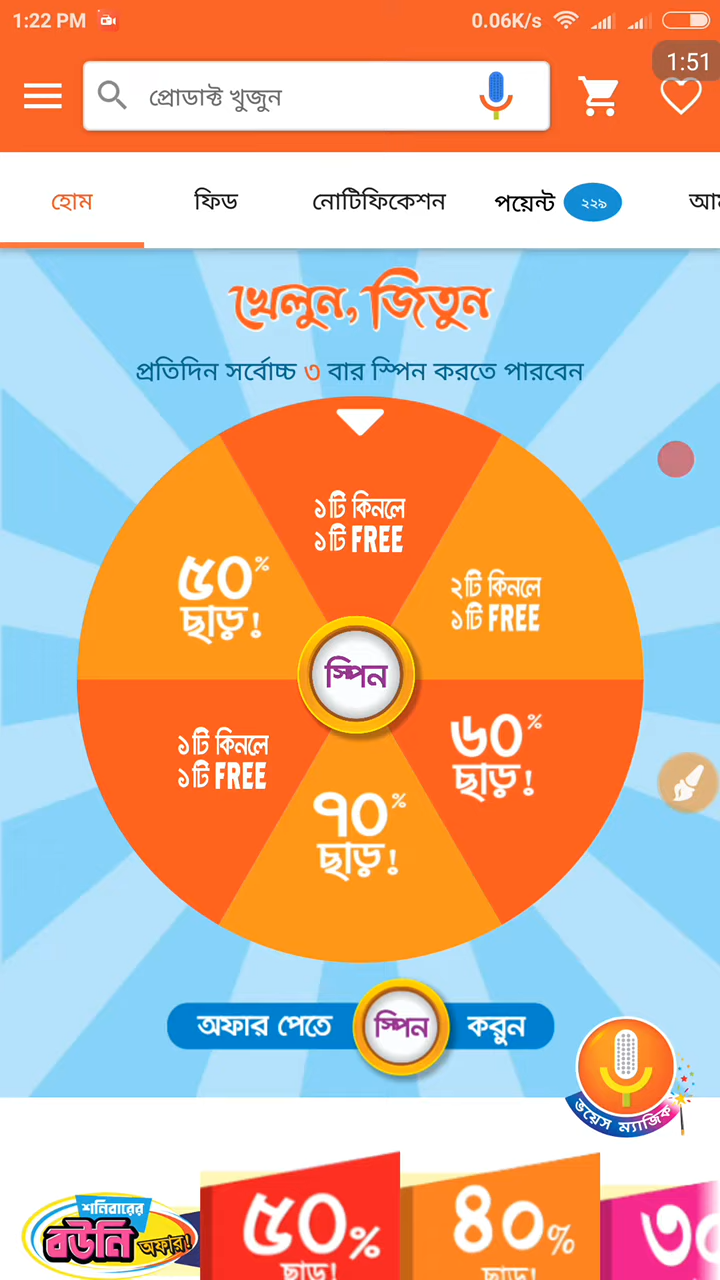 1:22 PM
0.06K/s
1:51
প্রোডাক্ট খুজুন
হোম
ফিড
নোটিফিকেশন
পয়েন্ট ২২৯
খেলুন, জিতুন
প্রতিদিন সর্বোচ্চ ৩ বার স্পিন করতে পারবেন
১টি কিনলে
১টি FREE
৫০%
ছাড়!
২টি কিনলে
১টি FREE
স্পিন
১টি কিনলে
১টি FREE
৬০%
ছাড়!
৭০%
ছাড়!
অফার পেতে স্পিন করুন
ভয়েস ম্যাজিক
শনিবারের
বউনি অফার!
৫০%
ছাড়!
৪০%
ছাড়!